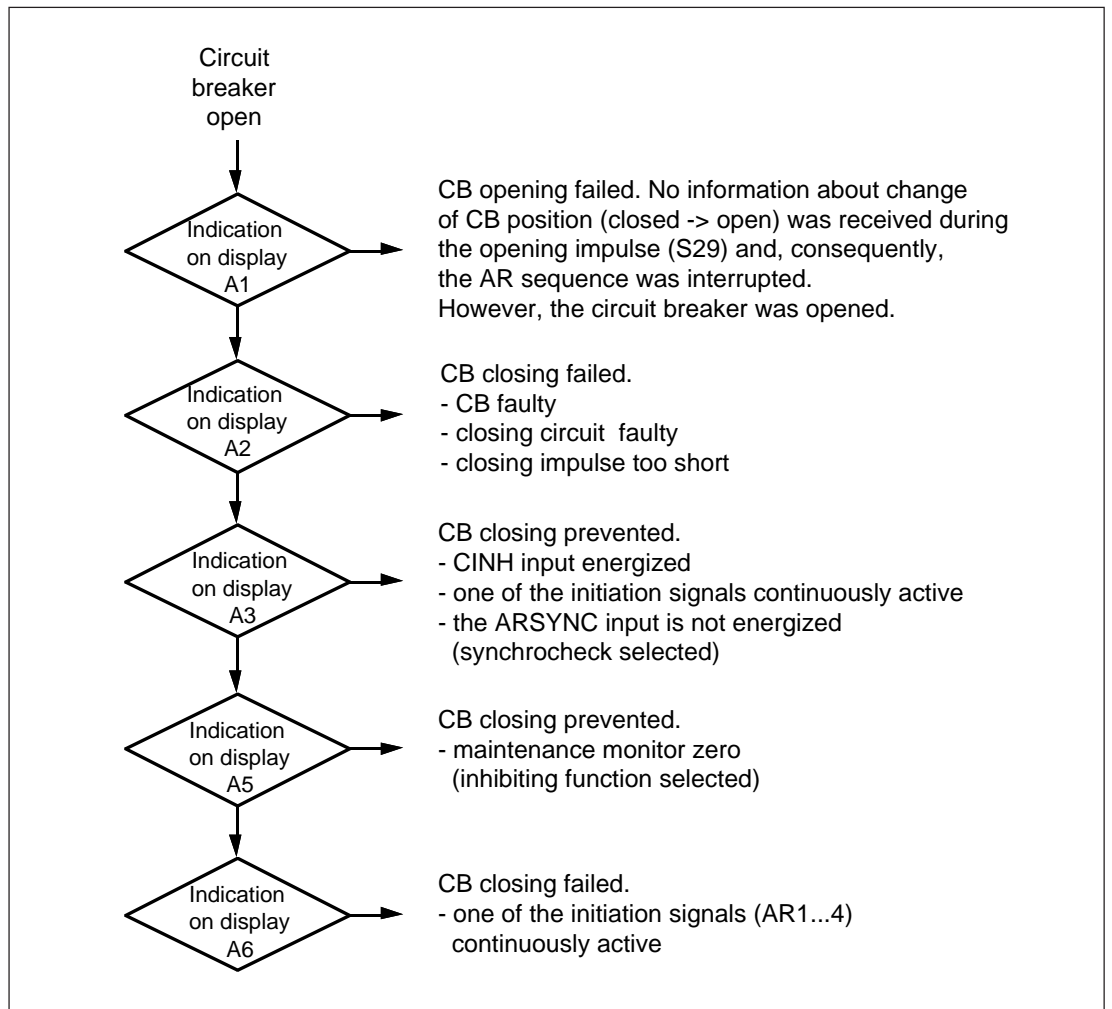 Circuit
breaker
open
Indication
on display
A1
CB opening failed. No information about change
of CB position (closed -> open) was received during
the opening impulse (S29) and, consequently,
the AR sequence was interrupted.
However, the circuit breaker was opened.
Indication
on display
A2
CB closing failed.
- CB faulty
- closing circuit faulty
- closing impulse too short
Indication
on display
A3
CB closing prevented.
- CINH input energized
- one of the initiation signals continuously active
- the ARSYNC input is not energized
(synchrocheck selected)
Indication
on display
A5
CB closing prevented.
- maintenance monitor zero
(inhibiting function selected)
Indication
on display
A6
CB closing failed.
- one of the initiation signals (AR1...4)
continuously active